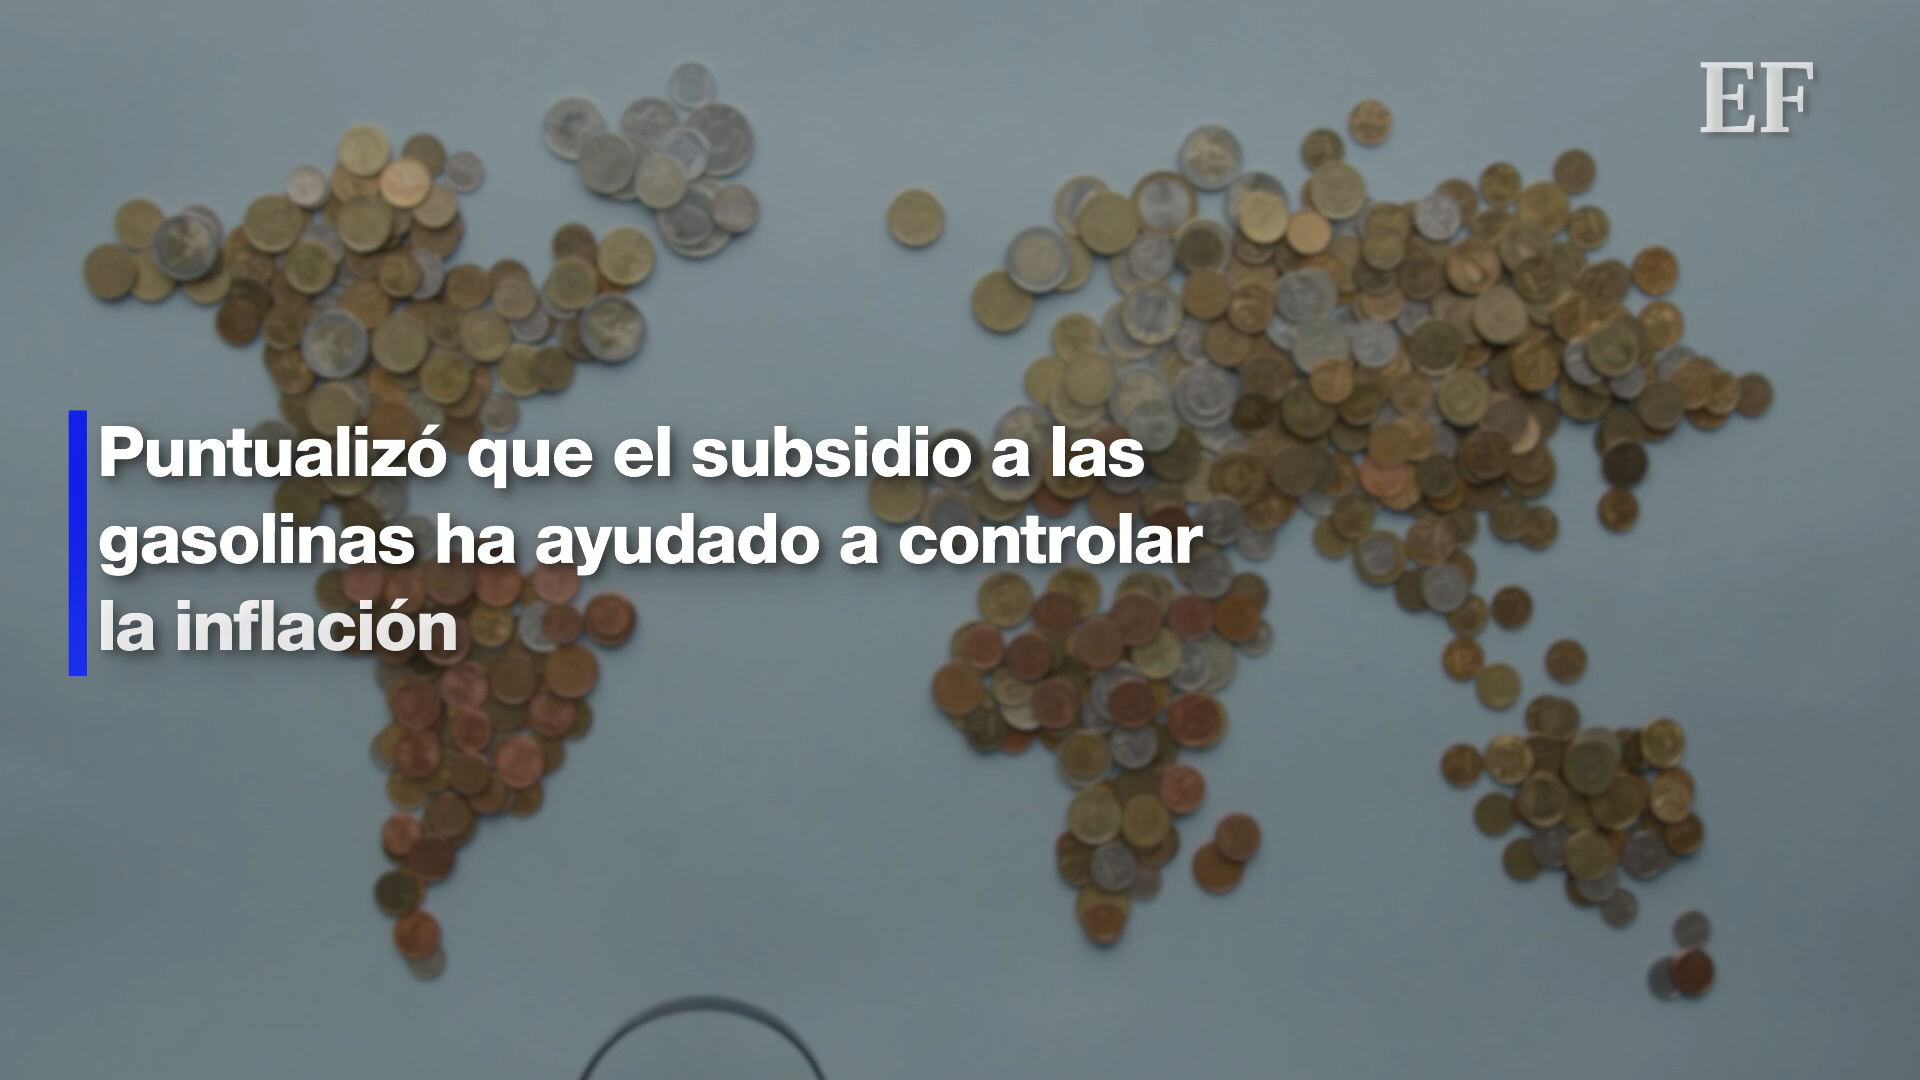 EF
Puntualizó que el subsidio a las
gasolinas ha ayudado a controlar
la inflación